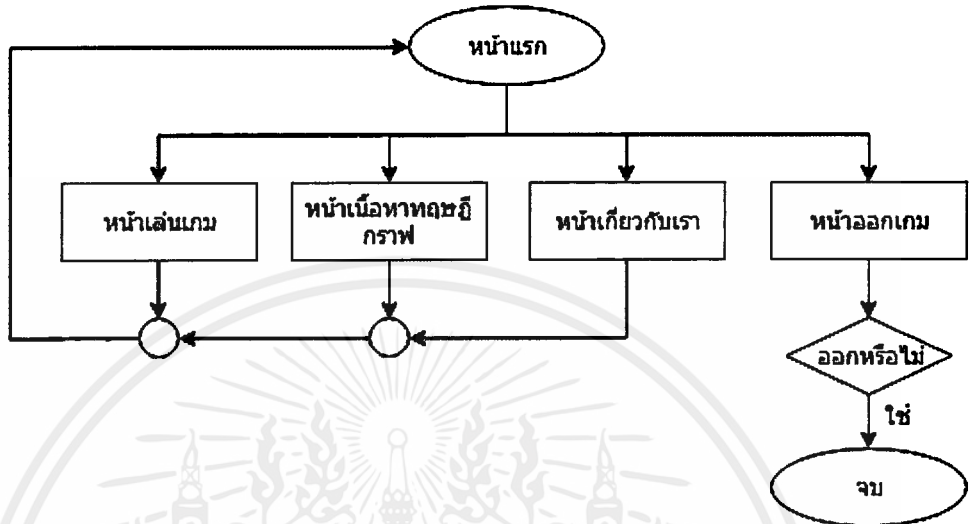 หน้าแรก
หน้าเล่นเกม
หน้าเนื้อหาทฤษฎี
กราฟ
หน้าเกี่ยวกับเรา
หน้าออกเกม
ออกหรือไม่
ใช่
จบ